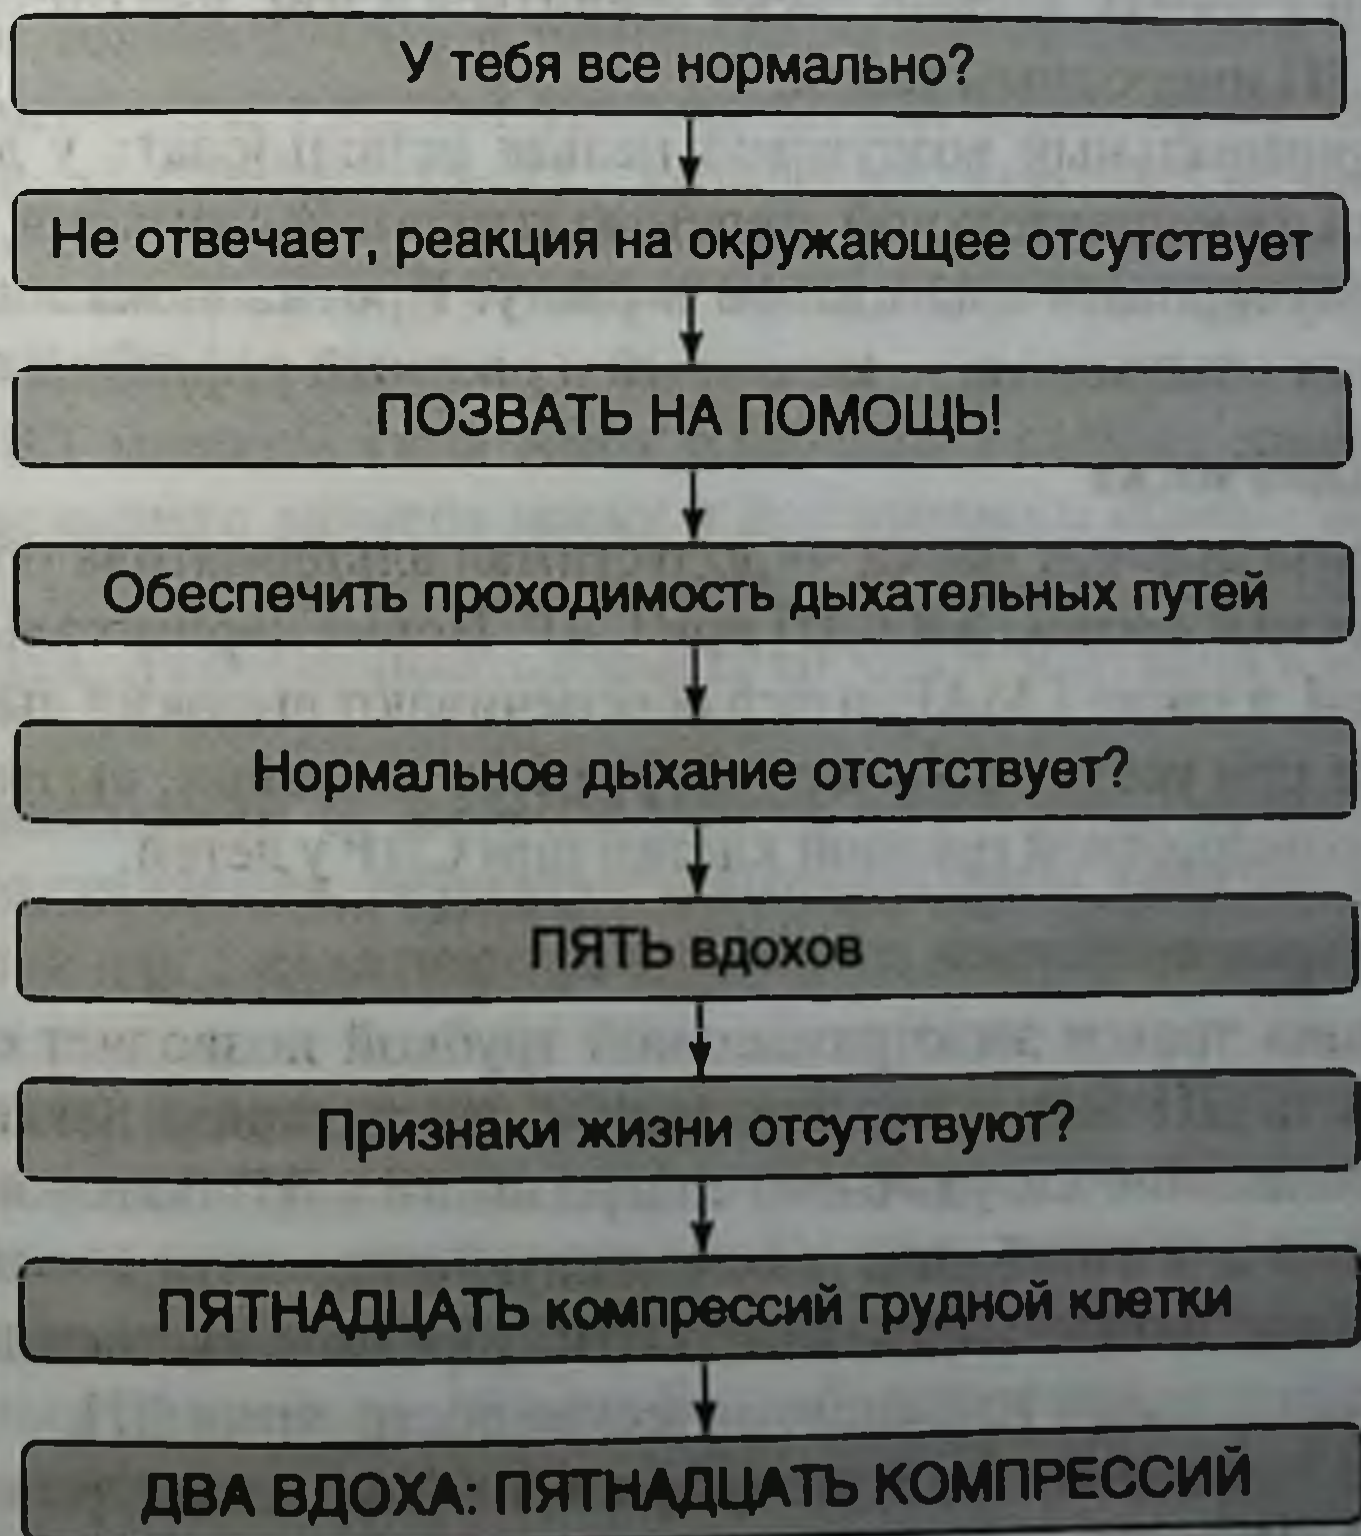 У тебя все нормально?
Не отвечает, реакция на окружающее отсутствует
ПОЗВАТЬ НА ПОМОЩЬ!
Обеспечить проходимость дыхательных путей
Нормальное дыхание отсутствует?
ПЯТЬ вдохов
Признаки жизни отсутствуют?
ПЯТНАДЦАТЬ компрессий грудной клетки
ДВА ВДОХА: ПЯТНАДЦАТЬ КОМПРЕССИЙ